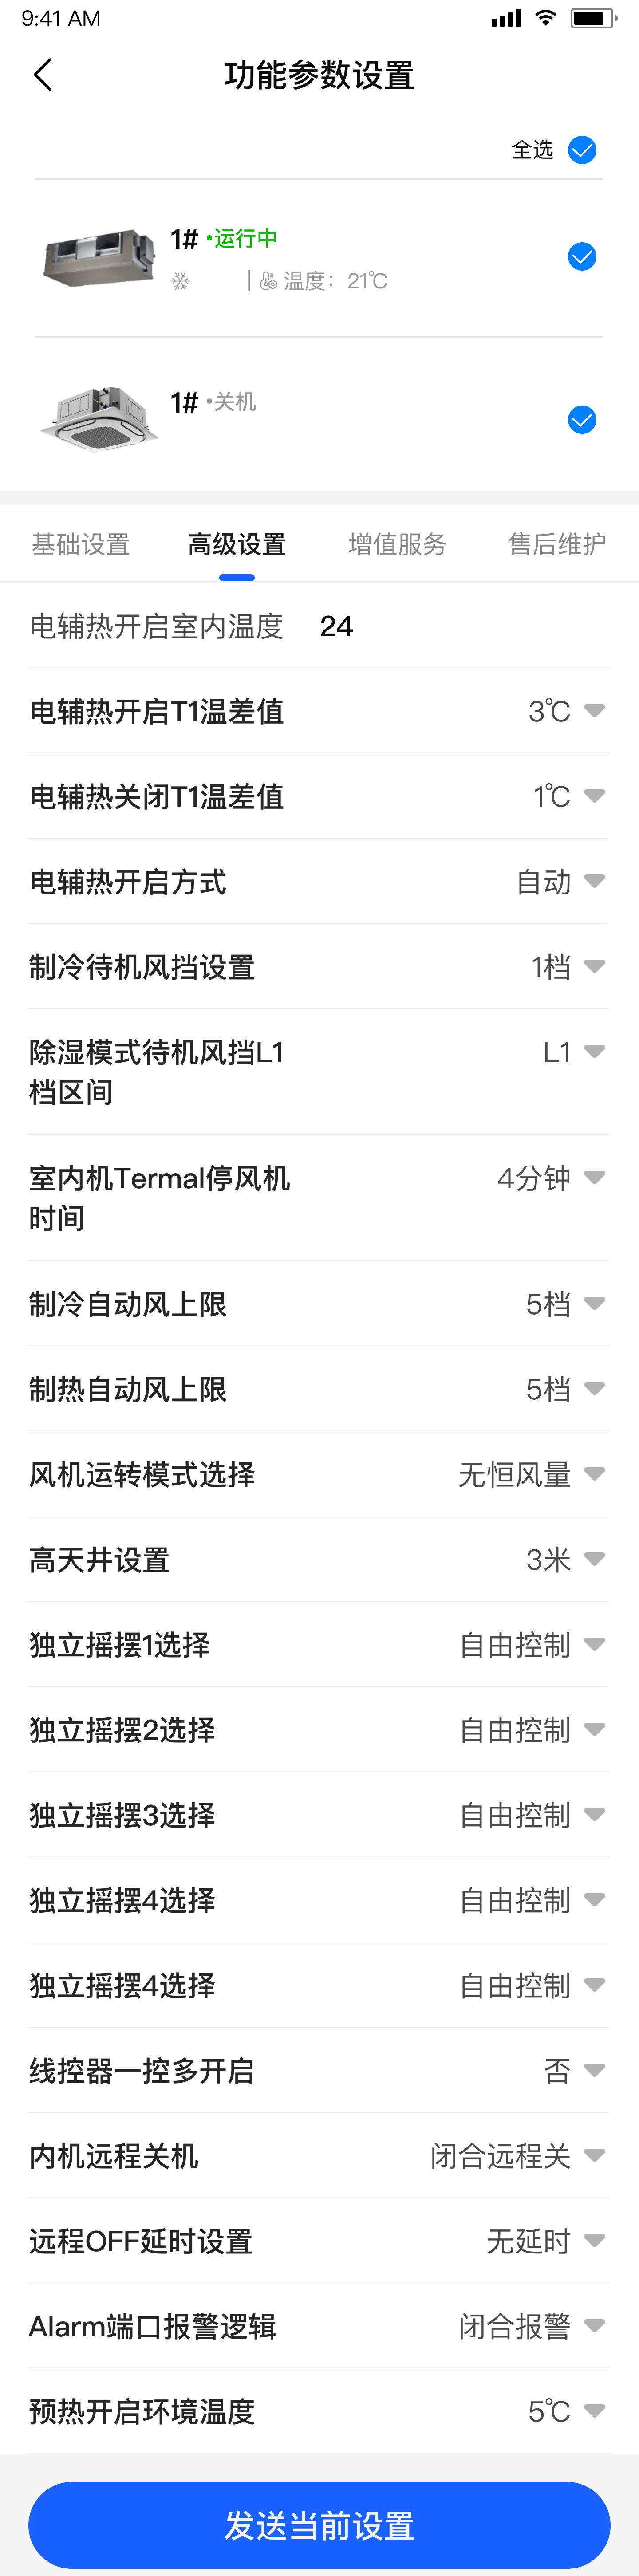 9:41 AM
功能参数设置
全选
1# •运行中
温度：21℃
1# •关机
基础设置 高级设置 增值服务 售后维护
电辅热开启室内温度 24
电辅热开启T1温差值 3℃
电辅热关闭T1温差值 1℃
电辅热开启方式 自动
制冷待机风挡设置 1档
除湿模式待机风挡L1 L1
档区间
室内机Termal停风机 4分钟
时间
制冷自动风上限 5档
制热自动风上限 5档
风机运转模式选择 无恒风量
高天井设置 3米
独立摇摆1选择 自由控制
独立摇摆2选择 自由控制
独立摇摆3选择 自由控制
独立摇摆4选择 自由控制
独立摇摆4选择 自由控制
线控器一控多开启 否
内机远程关机 闭合远程关
远程OFF延时设置 无延时
Alarm端口报警逻辑 闭合报警
预热开启环境温度 5℃
发送当前设置